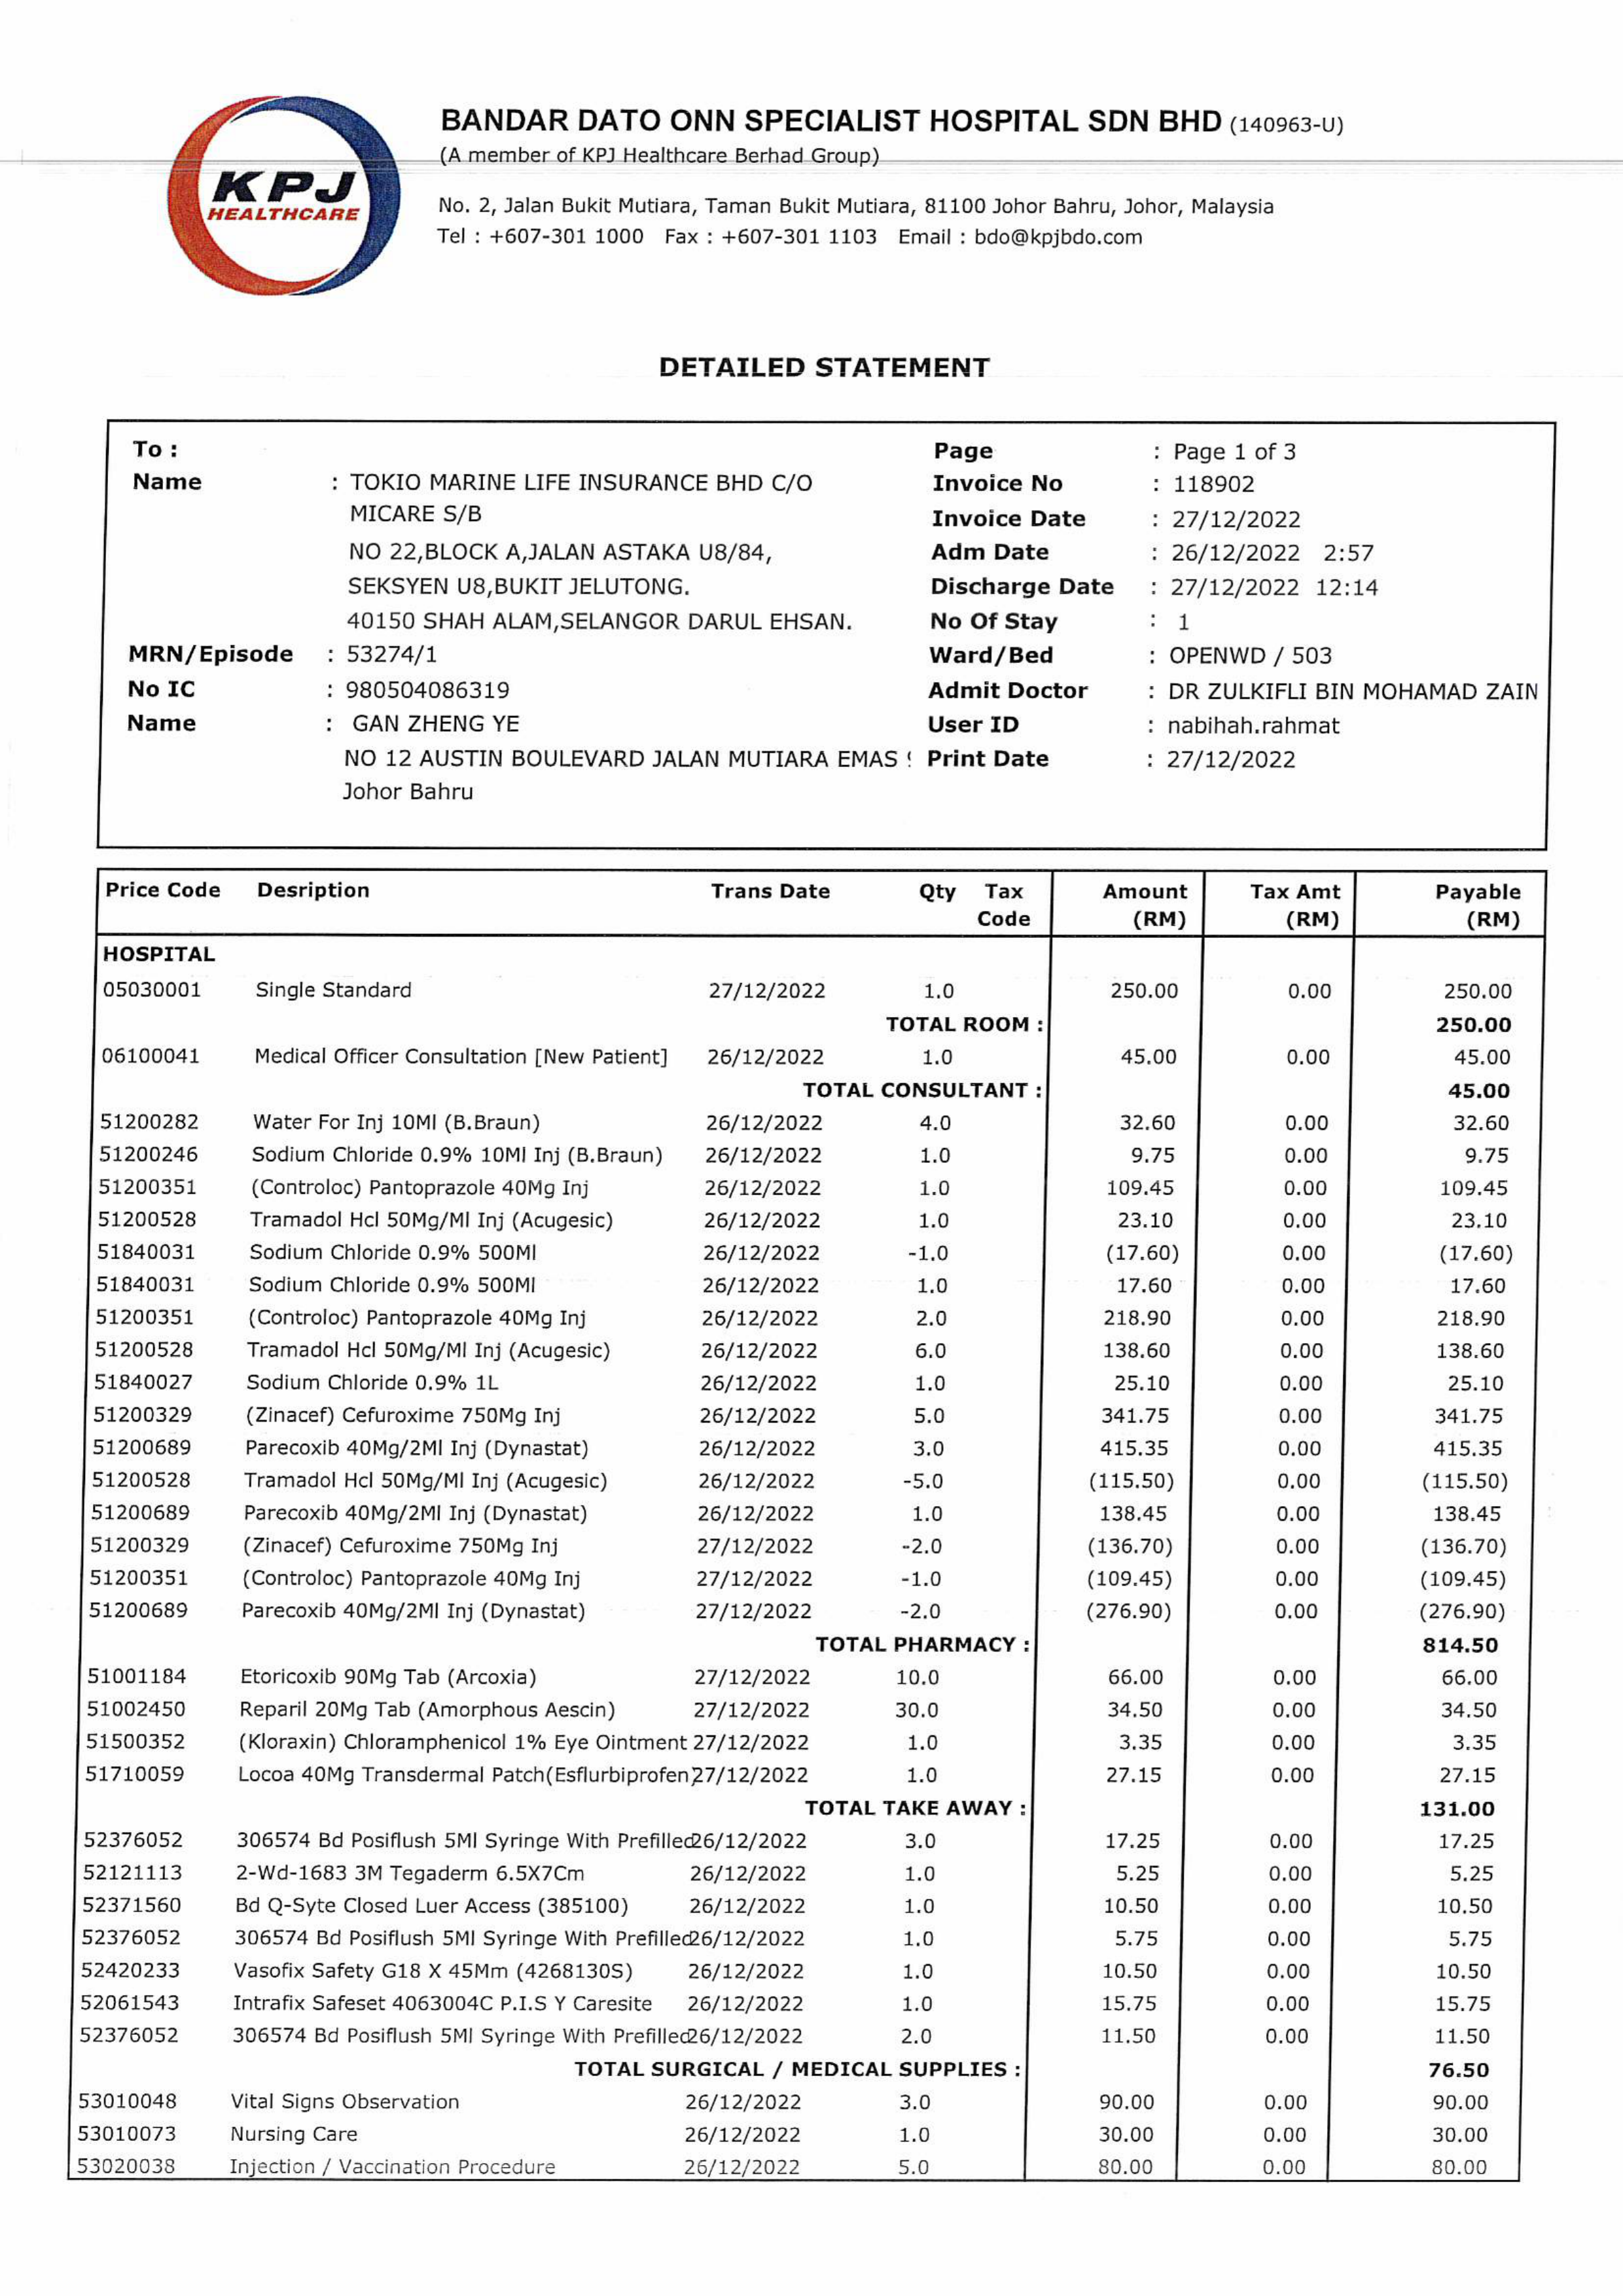 KPJ
HEALTHCARE
BANDAR DATO ONN SPECIALIST HOSPITAL SDN BHD (140963-U)
(A member of KPJ Healthcare Berhad Group)
No. 2, Jalan Bukit Mutiara, Taman Bukit Mutiara, 81100 Johor Bahru, Johor, Malaysia
Tel : +607-301 1000 Fax : +607-301 1103 Email : bdo@kpjbdo.com
DETAILED STATEMENT
To : Page : Page 1 of 3
Name : TOKIO MARINE LIFE INSURANCE BHD C/O Invoice No : 118902
MICARE S/B Invoice Date : 27/12/2022
NO 22,BLOCK A,JALAN ASTAKA U8/84, Adm Date : 26/12/2022 2:57
SEKSYEN U8,BUKIT JELUTONG. Discharge Date : 27/12/2022 12:14
40150 SHAH ALAM,SELANGOR DARUL EHSAN. No Of Stay : 1
MRN/Episode : 53274/1 Ward/Bed : OPENWD / 503
No IC : 980504086319 Admit Doctor : DR ZULKIFLI BIN MOHAMAD ZAIN
Name : GAN ZHENG YE User ID : nabihah.rahmat
NO 12 AUSTIN BOULEVARD JALAN MUTIARA EMAS Print Date : 27/12/2022
Johor Bahru
Price Code Desription Trans Date Qty Tax Amount Tax Amt Payable
Code (RM) (RM) (RM)
HOSPITAL
05030001 Single Standard 27/12/2022 1.0 250.00 0.00 250.00
TOTAL ROOM : 250.00
06100041 Medical Officer Consultation [New Patient] 26/12/2022 1.0 45.00 0.00 45.00
TOTAL CONSULTANT : 45.00
51200282 Water For Inj 10Ml (B.Braun) 26/12/2022 4.0 32.60 0.00 32.60
51200246 Sodium Chloride 0.9% 10Ml Inj (B.Braun) 26/12/2022 1.0 9.75 0.00 9.75
51200351 (Controloc) Pantoprazole 40Mg Inj 26/12/2022 1.0 109.45 0.00 109.45
51200528 Tramadol Hcl 50Mg/Ml Inj (Acugesic) 26/12/2022 1.0 23.10 0.00 23.10
51840031 Sodium Chloride 0.9% 500Ml 26/12/2022 -1.0 (17.60) 0.00 (17.60)
51840031 Sodium Chloride 0.9% 500Ml 26/12/2022 1.0 17.60 0.00 17.60
51200351 (Controloc) Pantoprazole 40Mg Inj 26/12/2022 2.0 218.90 0.00 218.90
51200528 Tramadol Hcl 50Mg/Ml Inj (Acugesic) 26/12/2022 6.0 138.60 0.00 138.60
51840027 Sodium Chloride 0.9% 1L 26/12/2022 1.0 25.10 0.00 25.10
51200329 (Zinacef) Cefuroxime 750Mg Inj 26/12/2022 5.0 341.75 0.00 341.75
51200689 Parecoxib 40Mg/2Ml Inj (Dynastat) 26/12/2022 3.0 415.35 0.00 415.35
51200528 Tramadol Hcl 50Mg/Ml Inj (Acugesic) 26/12/2022 -5.0 (115.50) 0.00 (115.50)
51200689 Parecoxib 40Mg/2Ml Inj (Dynastat) 26/12/2022 1.0 138.45 0.00 138.45
51200329 (Zinacef) Cefuroxime 750Mg Inj 27/12/2022 -2.0 (136.70) 0.00 (136.70)
51200351 (Controloc) Pantoprazole 40Mg Inj 27/12/2022 -1.0 (109.45) 0.00 (109.45)
51200689 Parecoxib 40Mg/2Ml Inj (Dynastat) 27/12/2022 -2.0 (276.90) 0.00 (276.90)
TOTAL PHARMACY : 814.50
51001184 Etoricoxib 90Mg Tab (Arcoxia) 27/12/2022 10.0 66.00 0.00 66.00
51002450 Reparil 20Mg Tab (Amorphous Aescin) 27/12/2022 30.0 34.50 0.00 34.50
51500352 (Kloraxin) Chloramphenicol 1% Eye Ointment 27/12/2022 1.0 3.35 0.00 3.35
51710059 Locoa 40Mg Transdermal Patch(Esflurbiprofen 27/12/2022 1.0 27.15 0.00 27.15
TOTAL TAKE AWAY : 131.00
52376052 306574 Bd Posiflush 5Ml Syringe With Prefilled 26/12/2022 3.0 17.25 0.00 17.25
52121113 2-Wd-1683 3M Tegaderm 6.5X7Cm 26/12/2022 1.0 5.25 0.00 5.25
52371560 Bd Q-Syte Closed Luer Access (385100) 26/12/2022 1.0 10.50 0.00 10.50
52376052 306574 Bd Posiflush 5Ml Syringe With Prefilled 26/12/2022 1.0 5.75 0.00 5.75
52420233 Vasofix Safety G18 X 45Mm (4268130S) 26/12/2022 1.0 10.50 0.00 10.50
52061543 Intrafix Safeset 4063004C P.I.S Y Caresite 26/12/2022 1.0 15.75 0.00 15.75
52376052 306574 Bd Posiflush 5Ml Syringe With Prefilled 26/12/2022 2.0 11.50 0.00 11.50
TOTAL SURGICAL / MEDICAL SUPPLIES : 76.50
53010048 Vital Signs Observation 26/12/2022 3.0 90.00 0.00 90.00
53010073 Nursing Care 26/12/2022 1.0 30.00 0.00 30.00
53020038 Injection / Vaccination Procedure 26/12/2022 5.0 80.00 0.00 80.00